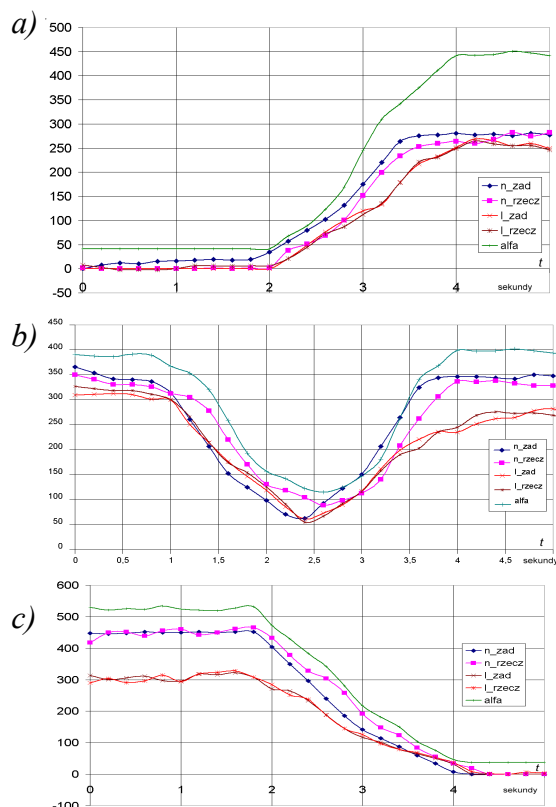 a)
500
450
400
350
300
250
200
150
100
50
0
-50
0 1 2 3 4
t
sekundy
n_zad
n_rzecz
I_zad
I_rzecz
alfa
b)
450
400
350
300
250
200
150
100
50
0
0 0,5 1 1,5 2 2,5 3 3,5 4 4,5
t
sekundy
n_zad
n_rzecz
I_zad
I_rzecz
alfa
c)
600
500
400
300
200
100
0
-100
0 1 2 3 4
t
sekundy
n_zad
n_rzecz
I_zad
I_rzecz
alfa